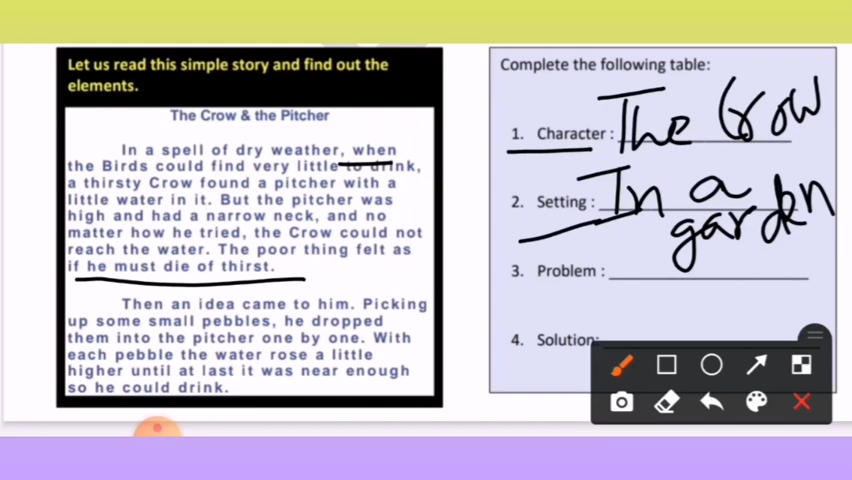 Let us read this simple story and find out the
elements.
The Crow & the Pitcher
In a spell of dry weather, when
the Birds could find very little to drink,
a thirsty Crow found a pitcher with a
little water in it. But the pitcher was
high and had a narrow neck, and no
matter how he tried, the Crow could not
reach the water. The poor thing felt as
if he must die of thirst.
Then an idea came to him. Picking
up some small pebbles, he dropped
them into the pitcher one by one. With
each pebble the water rose a little
higher until at last it was near enough
so he could drink.
Complete the following table:
1. Character : The Crow
2. Setting : In a
garden
3. Problem :
4. Solution: